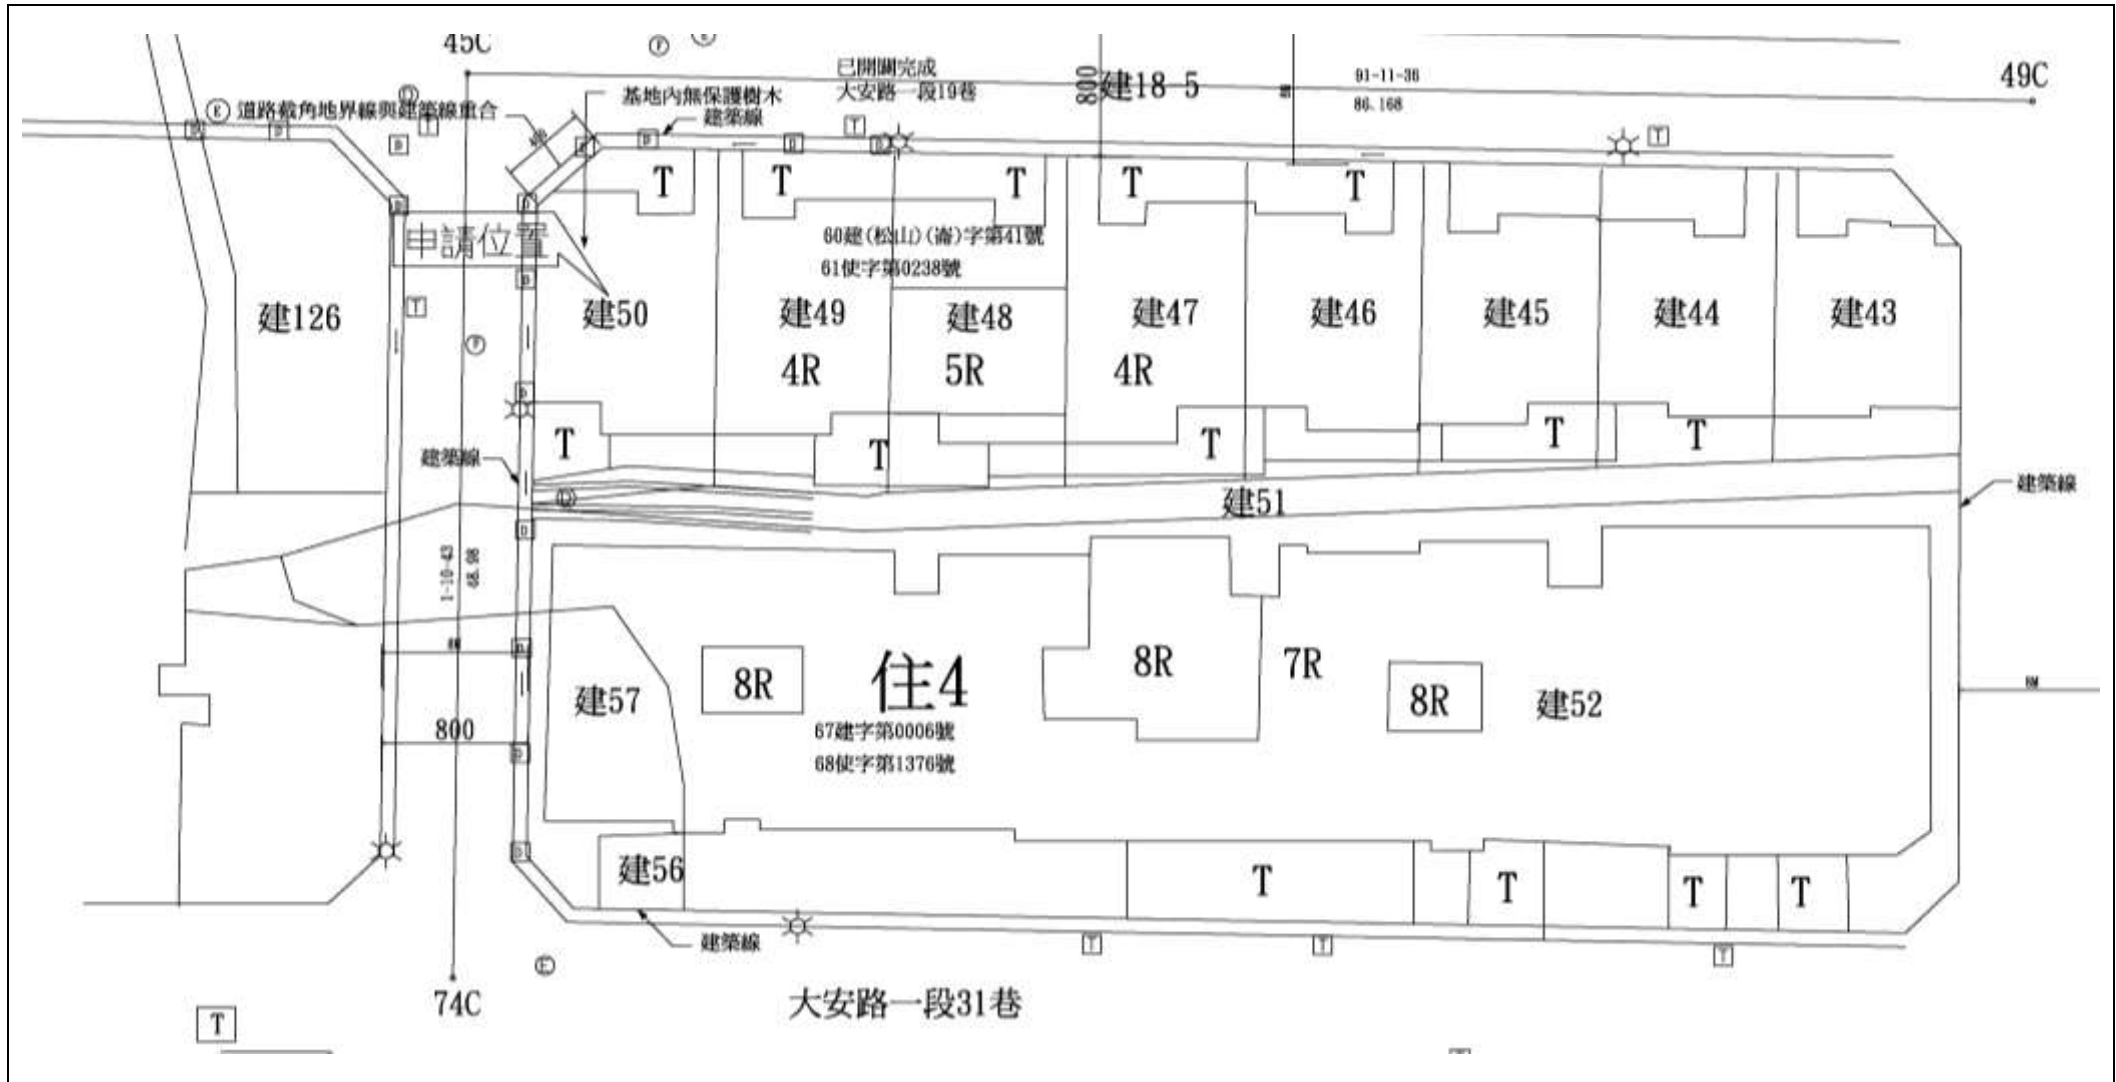 45C
49C
已開闢完成
大安路一段19巷
800
建18-5
91-11-36
86.168
基地內無保護樹木
建築線
E 道路截角地界線與建築線重合
申請位置
T
T
T
T
T
60建(松山)(崙)字第41號
61使字第0238號
建126
建50
建49
建48
建47
建46
建45
建44
建43
4R
5R
4R
T
T
T
T
T
建築線
建51
建築線
1-10-43
68.98
8M
8M
800
建57
8R
住4
8R
7R
8R
建52
67建字第0006號
68使字第1376號
建56
T
T
T
T
建築線
E
T
T
T
74C
大安路一段31巷
T